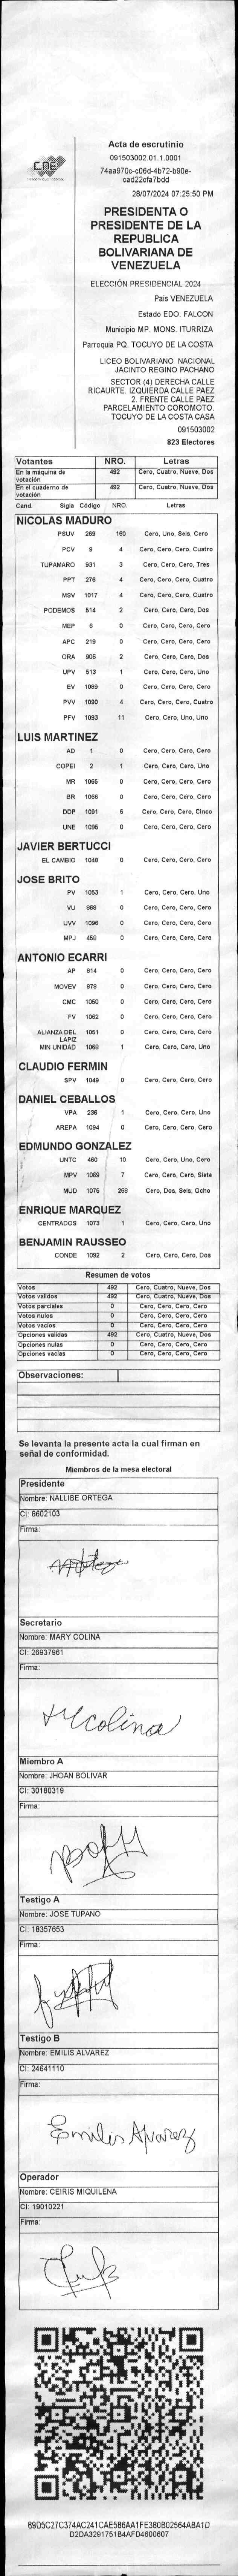 CNE
Acta de escrutinio
091503002.01.1.0001
74aa970c-c06d-4b72-b90e-
cad22cfa7bdd
28/07/2024 07:25:50 PM
PRESIDENTA O
PRESIDENTE DE LA
REPUBLICA
BOLIVARIANA DE
VENEZUELA
ELECCIÓN PRESIDENCIAL 2024
País VENEZUELA
Estado EDO. FALCON
Municipio MP. MONS. ITURRIZA
Parroquia PQ. TOCUYO DE LA COSTA
LICEO BOLIVARIANO NACIONAL
JACINTO REGINO PACHANO
SECTOR (4) DERECHA CALLE
RICAURTE. IZQUIERDA CALLE PAEZ
2. FRENTE CALLE PAEZ
PARCELAMIENTO COROMOTO.
TOCUYO DE LA COSTA CASA
091503002
823 Electores
Votantes NRO. Letras
En la máquina de votación 492 Cero, Cuatro, Nueve, Dos
En el cuaderno de votación 492 Cero, Cuatro, Nueve, Dos
Cand. Sigla Código NRO. Letras
NICOLAS MADURO
PSUV 269 160 Cero, Uno, Seis, Cero
PCV 9 4 Cero, Cero, Cero, Cuatro
TUPAMARO 931 3 Cero, Cero, Cero, Tres
PPT 276 4 Cero, Cero, Cero, Cuatro
MSV 1017 4 Cero, Cero, Cero, Cuatro
PODEMOS 514 2 Cero, Cero, Cero, Dos
MEP 6 0 Cero, Cero, Cero, Cero
APC 219 0 Cero, Cero, Cero, Cero
ORA 906 2 Cero, Cero, Cero, Dos
UPV 513 1 Cero, Cero, Cero, Uno
EV 1089 0 Cero, Cero, Cero, Cero
PVV 1090 4 Cero, Cero, Cero, Cuatro
PFV 1093 11 Cero, Cero, Uno, Uno
LUIS MARTINEZ
AD 1 0 Cero, Cero, Cero, Cero
COPEI 2 1 Cero, Cero, Cero, Uno
MR 1065 0 Cero, Cero, Cero, Cero
BR 1066 0 Cero, Cero, Cero, Cero
DDP 1091 5 Cero, Cero, Cero, Cinco
UNE 1095 0 Cero, Cero, Cero, Cero
JAVIER BERTUCCI
EL CAMBIO 1048 0 Cero, Cero, Cero, Cero
JOSE BRITO
PV 1053 1 Cero, Cero, Cero, Uno
VU 868 0 Cero, Cero, Cero, Cero
UVV 1096 0 Cero, Cero, Cero, Cero
MPJ 458 0 Cero, Cero, Cero, Cero
ANTONIO ECARRI
AP 814 0 Cero, Cero, Cero, Cero
MOVEV 878 0 Cero, Cero, Cero, Cero
CMC 1050 0 Cero, Cero, Cero, Cero
FV 1062 0 Cero, Cero, Cero, Cero
ALIANZA DEL LAPIZ 1061 0 Cero, Cero, Cero, Cero
MIN UNIDAD 1068 1 Cero, Cero, Cero, Uno
CLAUDIO FERMIN
SPV 1049 0 Cero, Cero, Cero, Cero
DANIEL CEBALLOS
VPA 236 1 Cero, Cero, Cero, Uno
AREPA 1094 0 Cero, Cero, Cero, Cero
EDMUNDO GONZALEZ
UNTC 460 10 Cero, Cero, Uno, Cero
MPV 1069 7 Cero, Cero, Cero, Siete
MUD 1075 268 Cero, Dos, Seis, Ocho
ENRIQUE MARQUEZ
CENTRADOS 1073 1 Cero, Cero, Cero, Uno
BENJAMIN RAUSSEO
CONDE 1092 2 Cero, Cero, Cero, Dos
Resumen de votos
Votos 492 Cero, Cuatro, Nueve, Dos
Votos validos 492 Cero, Cuatro, Nueve, Dos
Votos parciales 0 Cero, Cero, Cero, Cero
Votos nulos 0 Cero, Cero, Cero, Cero
Votos vacios 0 Cero, Cero, Cero, Cero
Opciones validas 492 Cero, Cuatro, Nueve, Dos
Opciones nulas 0 Cero, Cero, Cero, Cero
Opciones vacias 0 Cero, Cero, Cero, Cero
Observaciones:
Se levanta la presente acta la cual firman en
señal de conformidad.
Miembros de la mesa electoral
Presidente
Nombre: NALLIBE ORTEGA
CI: 8602103
Firma:
Secretario
Nombre: MARY COLINA
CI: 26937961
Firma:
Mcolina
Miembro A
Nombre: JHOAN BOLIVAR
CI: 30180319
Firma:
Testigo A
Nombre: JOSE TUPANO
CI: 18357653
Firma:
Testigo B
Nombre: EMILIS ALVAREZ
CI: 24641110
Firma:
Emilis Alvarez
Operador
Nombre: CEIRIS MIQUILENA
CI: 19010221
Firma:
89D5C27C374AC241CAE586AA1FE380B02564ABA1D
D2DA3291751B4AFD4600607